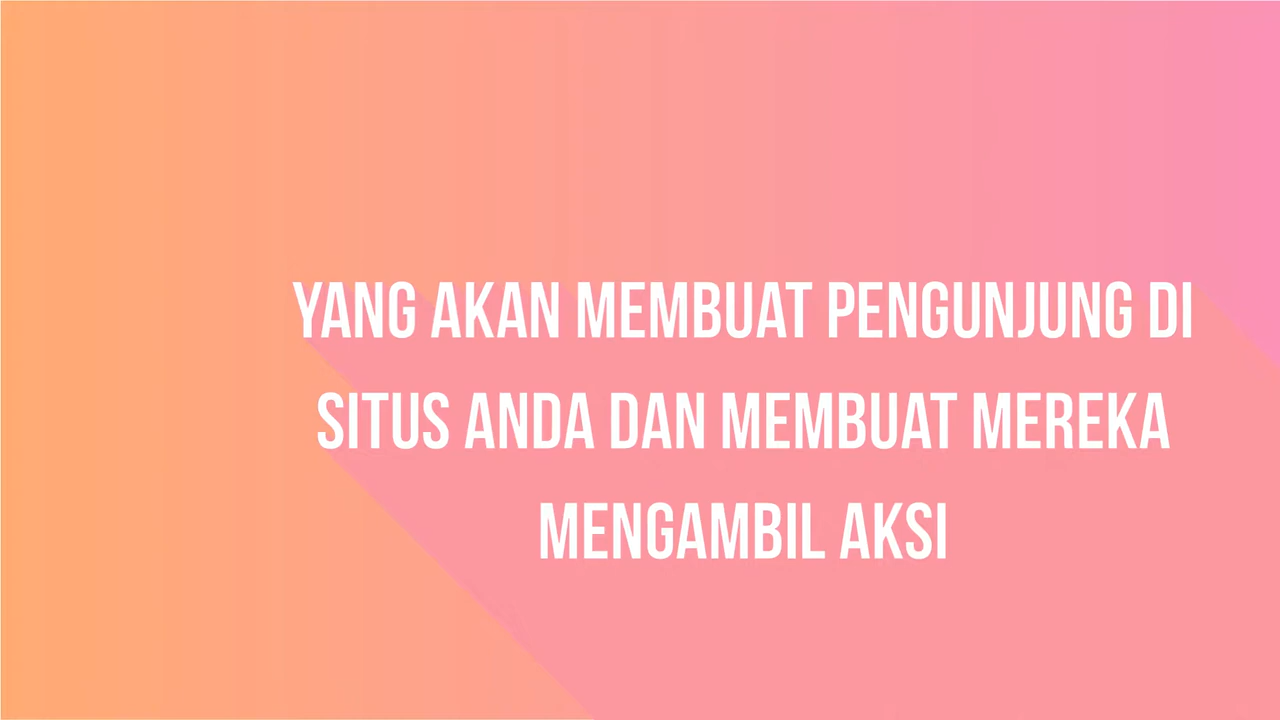 YANG AKAN MEMBUAT PENGUNJUNG DI
SITUS ANDA DAN MEMBUAT MEREKA
MENGAMBIL AKSI